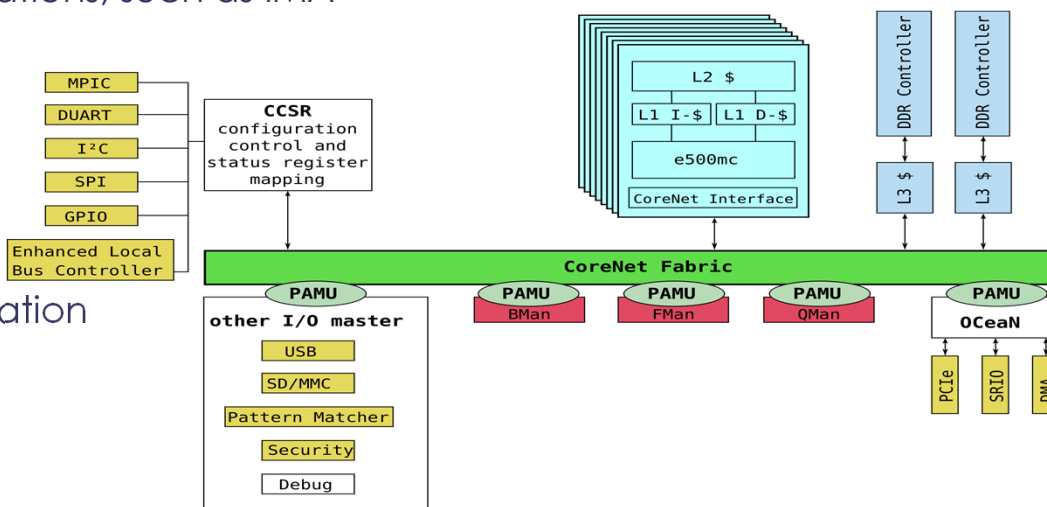 MPIC
DUART
I²C
SPI
GPIO
Enhanced Local
Bus Controller
CCSR
configuration
control and
status register
mapping
L2 $
L1 I-$
L1 D-$
e500mc
CoreNet Interface
DDR Controller
DDR Controller
L3 $
L3 $
CoreNet Fabric
ation
PAMU
PAMU
PAMU
PAMU
PAMU
other I/O master
BMan
FMan
QMan
OCeaN
USB
SD/MMC
Pattern Matcher
Security
Debug
PCIe
SRIO
DMA